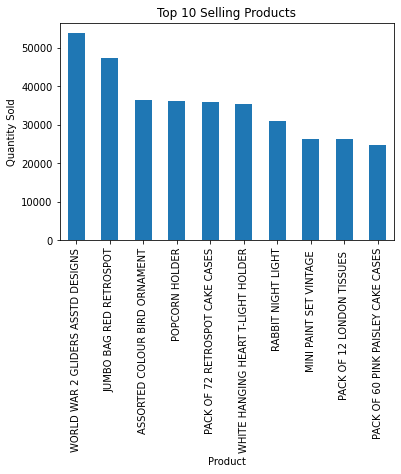 Top 10 Selling Products
Quantity Sold
50000
40000
30000
20000
10000
0
WORLD WAR 2 GLIDERS ASSTD DESIGNS
JUMBO BAG RED RETROSPOT
ASSORTED COLOUR BIRD ORNAMENT
POPCORN HOLDER
PACK OF 72 RETROSPOT CAKE CASES
WHITE HANGING HEART T-LIGHT HOLDER
RABBIT NIGHT LIGHT
MINI PAINT SET VINTAGE
PACK OF 12 LONDON TISSUES
PACK OF 60 PINK PAISLEY CAKE CASES
Product